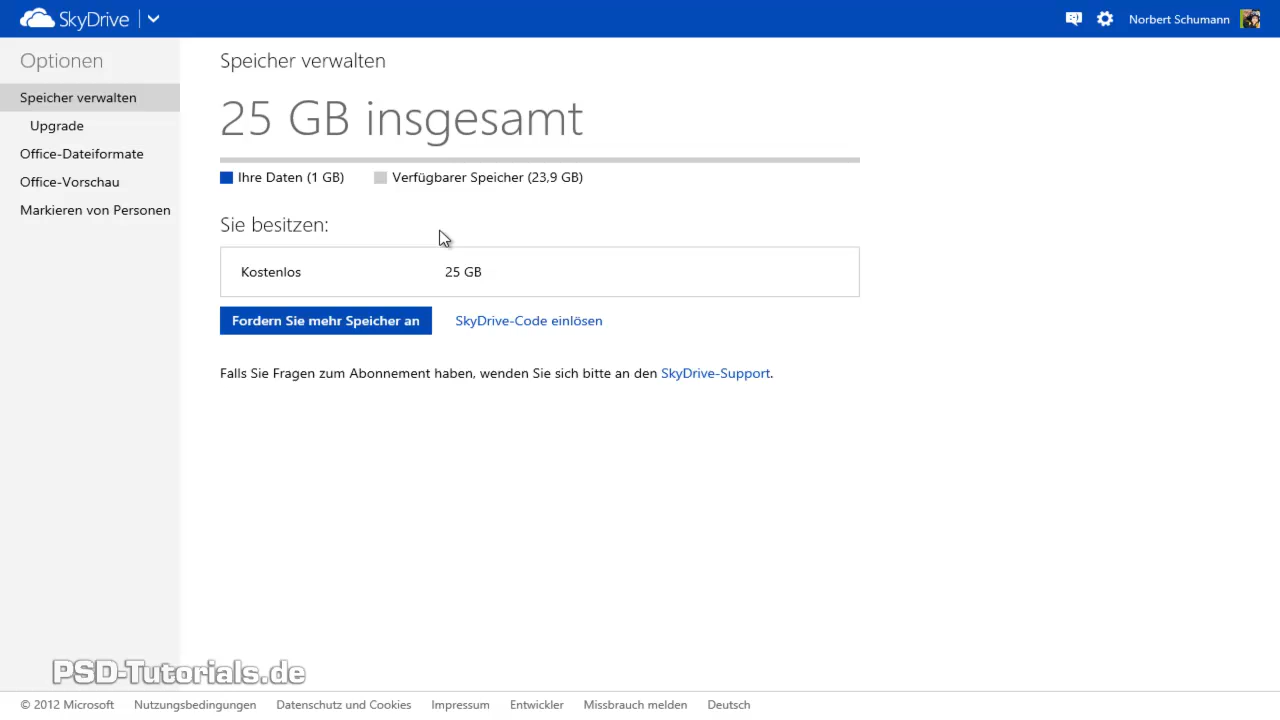 SkyDrive
Norbert Schumann
Optionen
Speicher verwalten
Upgrade
Office-Dateiformate
Office-Vorschau
Markieren von Personen
Speicher verwalten
25 GB insgesamt
Ihre Daten (1 GB) Verfügbarer Speicher (23,9 GB)
Sie besitzen:
Kostenlos 25 GB
Fordern Sie mehr Speicher an SkyDrive-Code einlösen
Falls Sie Fragen zum Abonnement haben, wenden Sie sich bitte an den SkyDrive-Support.
PSD-Tutorials.de
© 2012 Microsoft Nutzungsbedingungen Datenschutz und Cookies Impressum Entwickler Missbrauch melden Deutsch